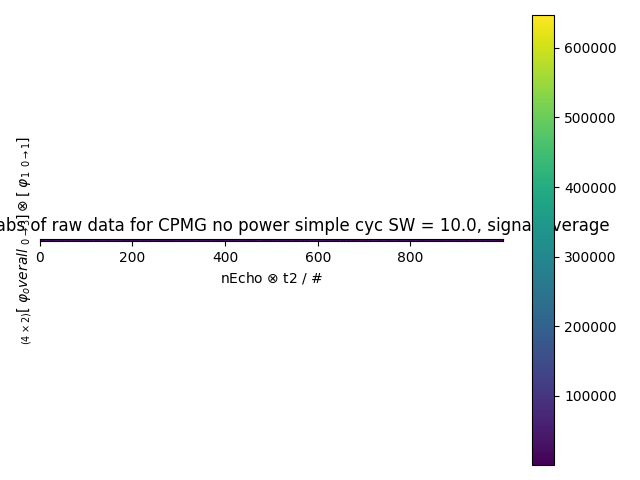 abs of raw data for CPMG no power simple cyc SW = 10.0, signal average
(4 × 2)[ φₒverall 0→3] ⊗ [ φ1 0→1]
0 200 400 600 800
nEcho ⊗ t2 / #
600000
500000
400000
300000
200000
100000